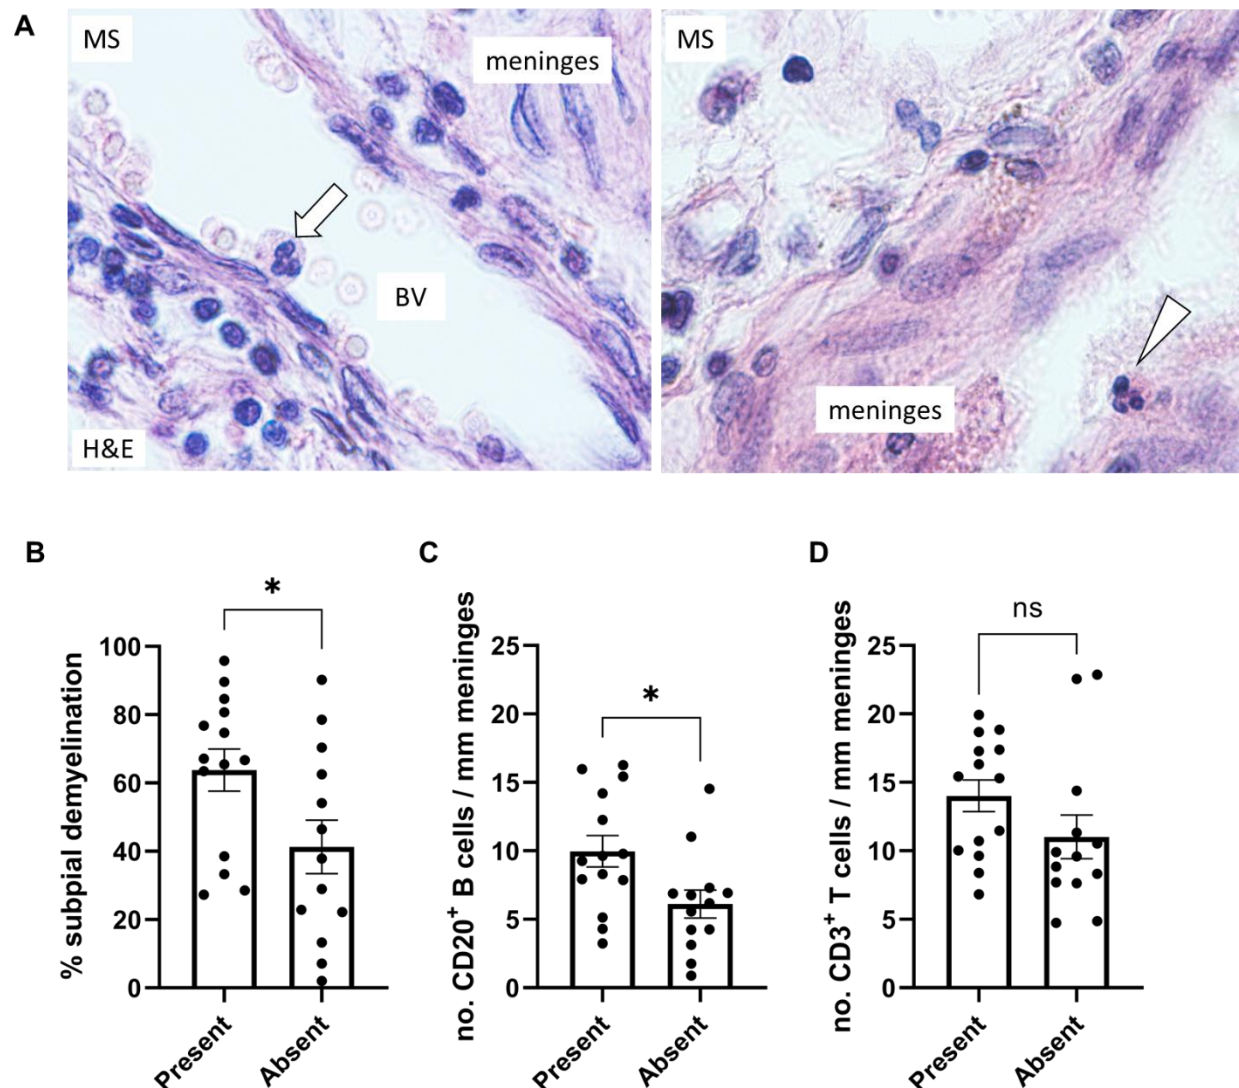 A
MS
meninges
BV
H&E
MS
meninges
B
% subpial demyelination
100
80
60
40
20
0
*
Present
Absent
C
no. CD20⁺ B cells / mm meninges
25
20
15
10
5
0
*
Present
Absent
D
no. CD3⁺ T cells / mm meninges
25
20
15
10
5
0
ns
Present
Absent